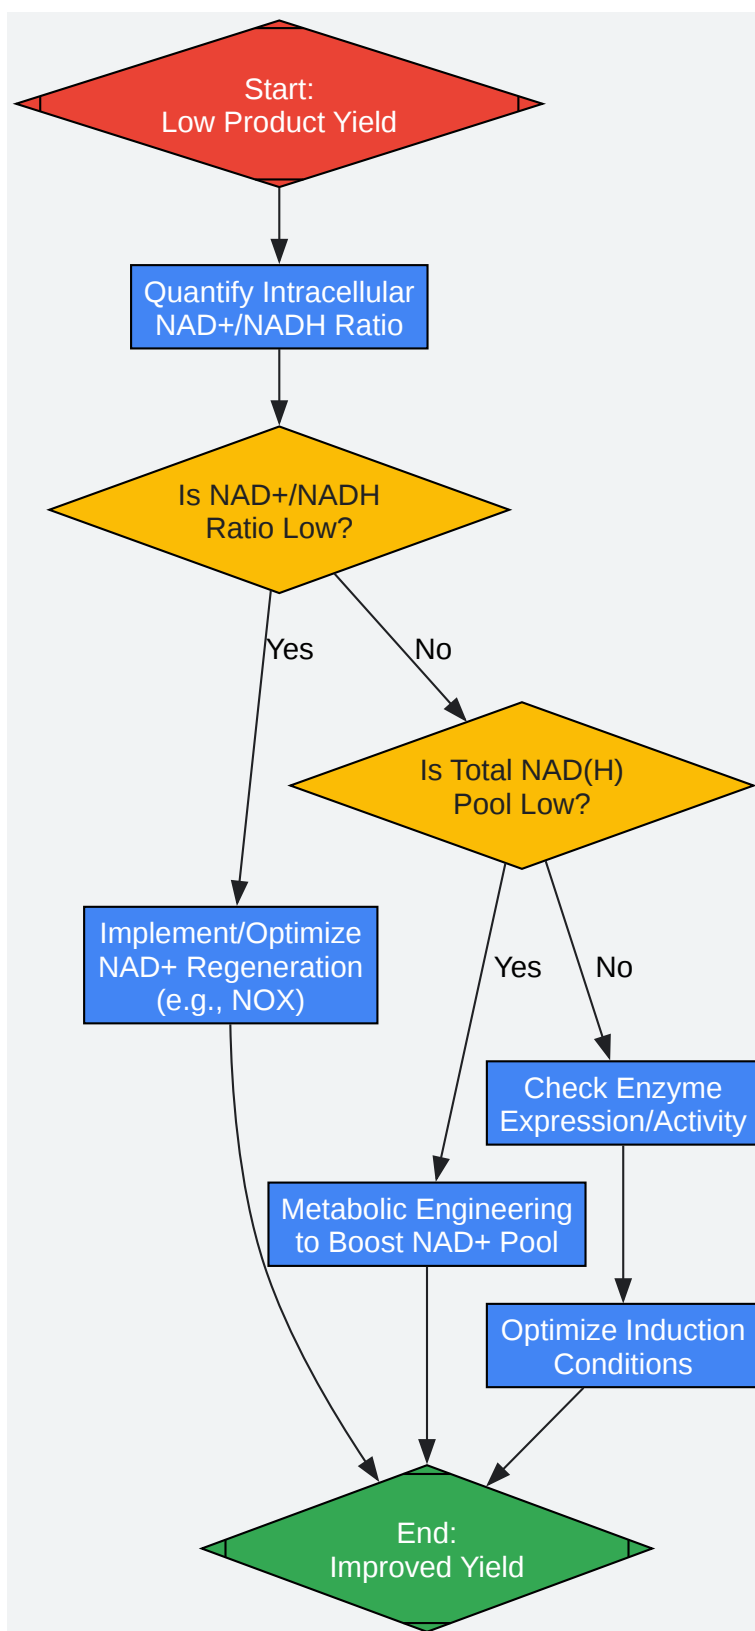 Start:
Low Product Yield
Quantify Intracellular
NAD+/NADH Ratio
Is NAD+/NADH
Ratio Low?
Yes
No
Is Total NAD(H)
Pool Low?
Implement/Optimize
NAD+ Regeneration
(e.g., NOX)
Yes
No
Check Enzyme
Expression/Activity
Metabolic Engineering
to Boost NAD+ Pool
Optimize Induction
Conditions
End:
Improved Yield